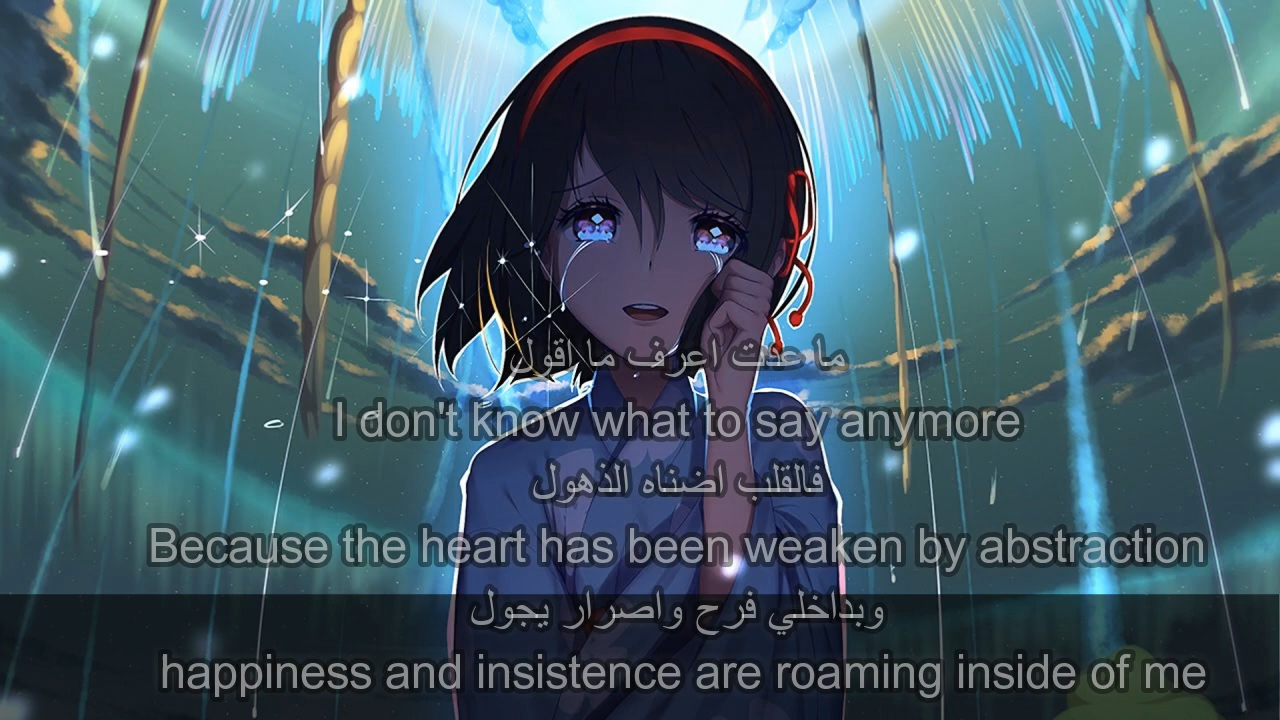 ما عدت اعرف ما اقول
I don't know what to say anymore
فالقلب اضناه الذهول
Because the heart has been weaken by abstraction
وبداخلي فرح واصرار يجول
happiness and insistence are roaming inside of me